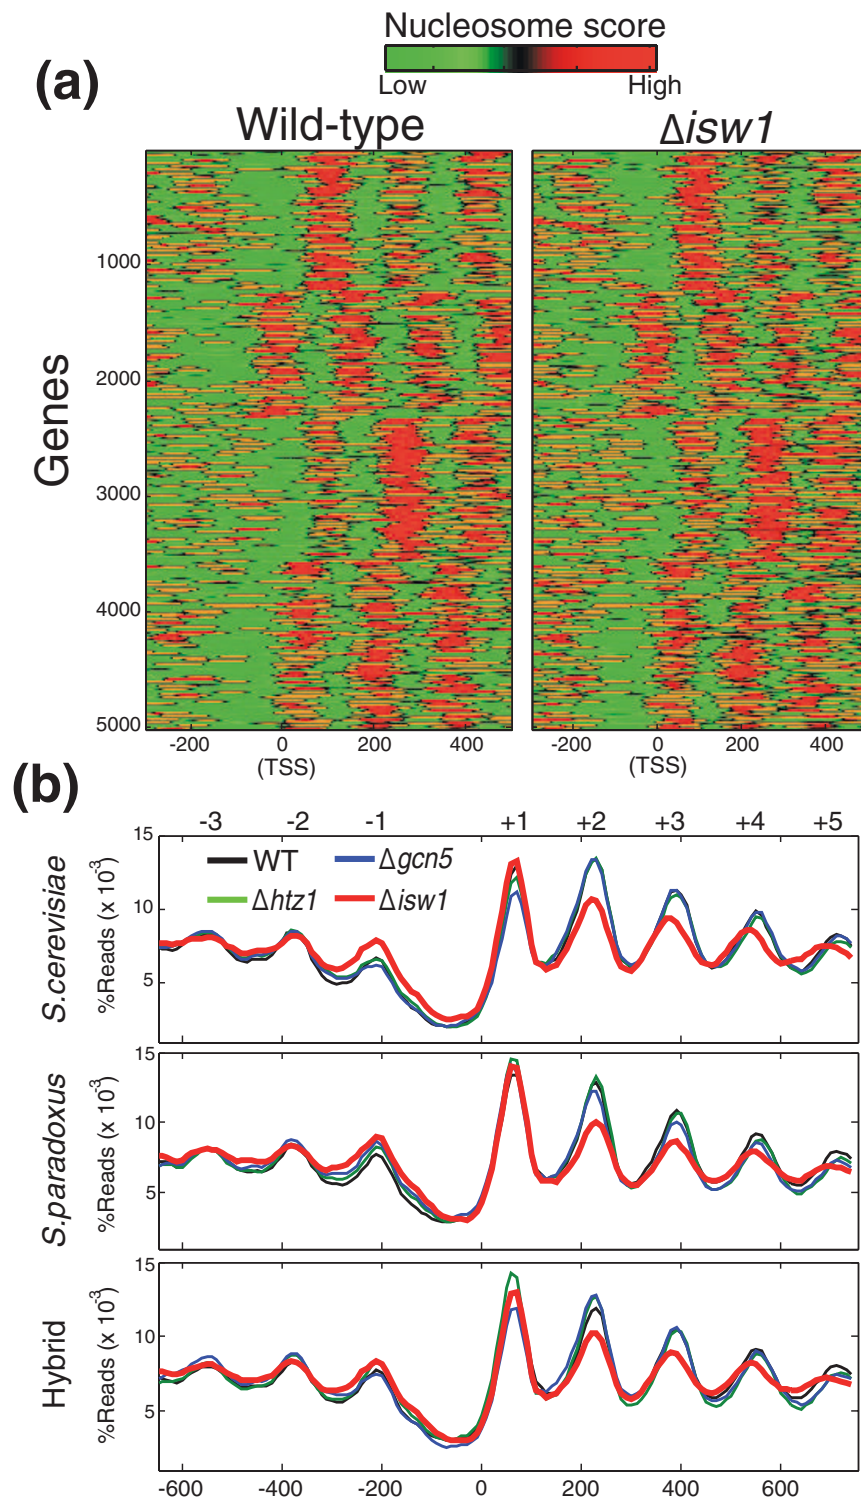 Nucleosome score
(a)
Low High
Wild-type Δisw1
Genes
1000
2000
3000
4000
5000
-200 0 200 400
(TSS)
-200 0 200 400
(TSS)
(b)
-3 -2 -1 +1 +2 +3 +4 +5
S.cerevisiae
%Reads (x 10-3)
15
10
5
WT Δgcn5
Δhtz1 Δisw1
S.paradoxus
%Reads (x 10-3)
15
10
5
Hybrid
%Reads (x 10-3)
15
10
5
-600 -400 -200 0 200 400 600